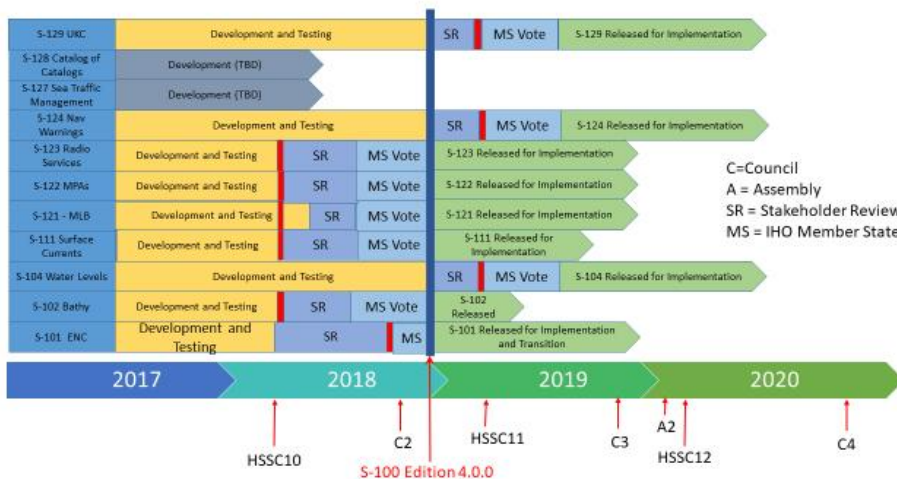 S-129 UKC
Development and Testing
SR
MS Vote
S-129 Released for Implementation
S-128 Catalog of
Catalogs
Development (TBD)
S-127 Sea Traffic
Management
Development (TBD)
S-124 Nav
Warnings
Development and Testing
SR
MS Vote
S-124 Released for Implementation
S-123 Radio
Services
Development and Testing
SR
MS Vote
S-123 Released for Implementation
S-122 MPAs
Development and Testing
SR
MS Vote
S-122 Released for Implementation
S-121 - MLB
Development and Testing
SR
MS Vote
S-121 Released for Implementation
S-111 Surface
Currents
Development and Testing
SR
MS Vote
S-111 Released for
Implementation
S-104 Water Levels
Development and Testing
SR
MS Vote
S-104 Released for Implementation
S-102 Bathy
Development and Testing
SR
MS Vote
S-102
Released
S-101 ENC
Development and
Testing
SR
MS
S-101 Released for Implementation
and Transition
C=Council
A = Assembly
SR = Stakeholder Review
MS = IHO Member State
2017
2018
2019
2020
HSSC10
C2
S-100 Edition 4.0.0
HSSC11
C3
A2
HSSC12
C4